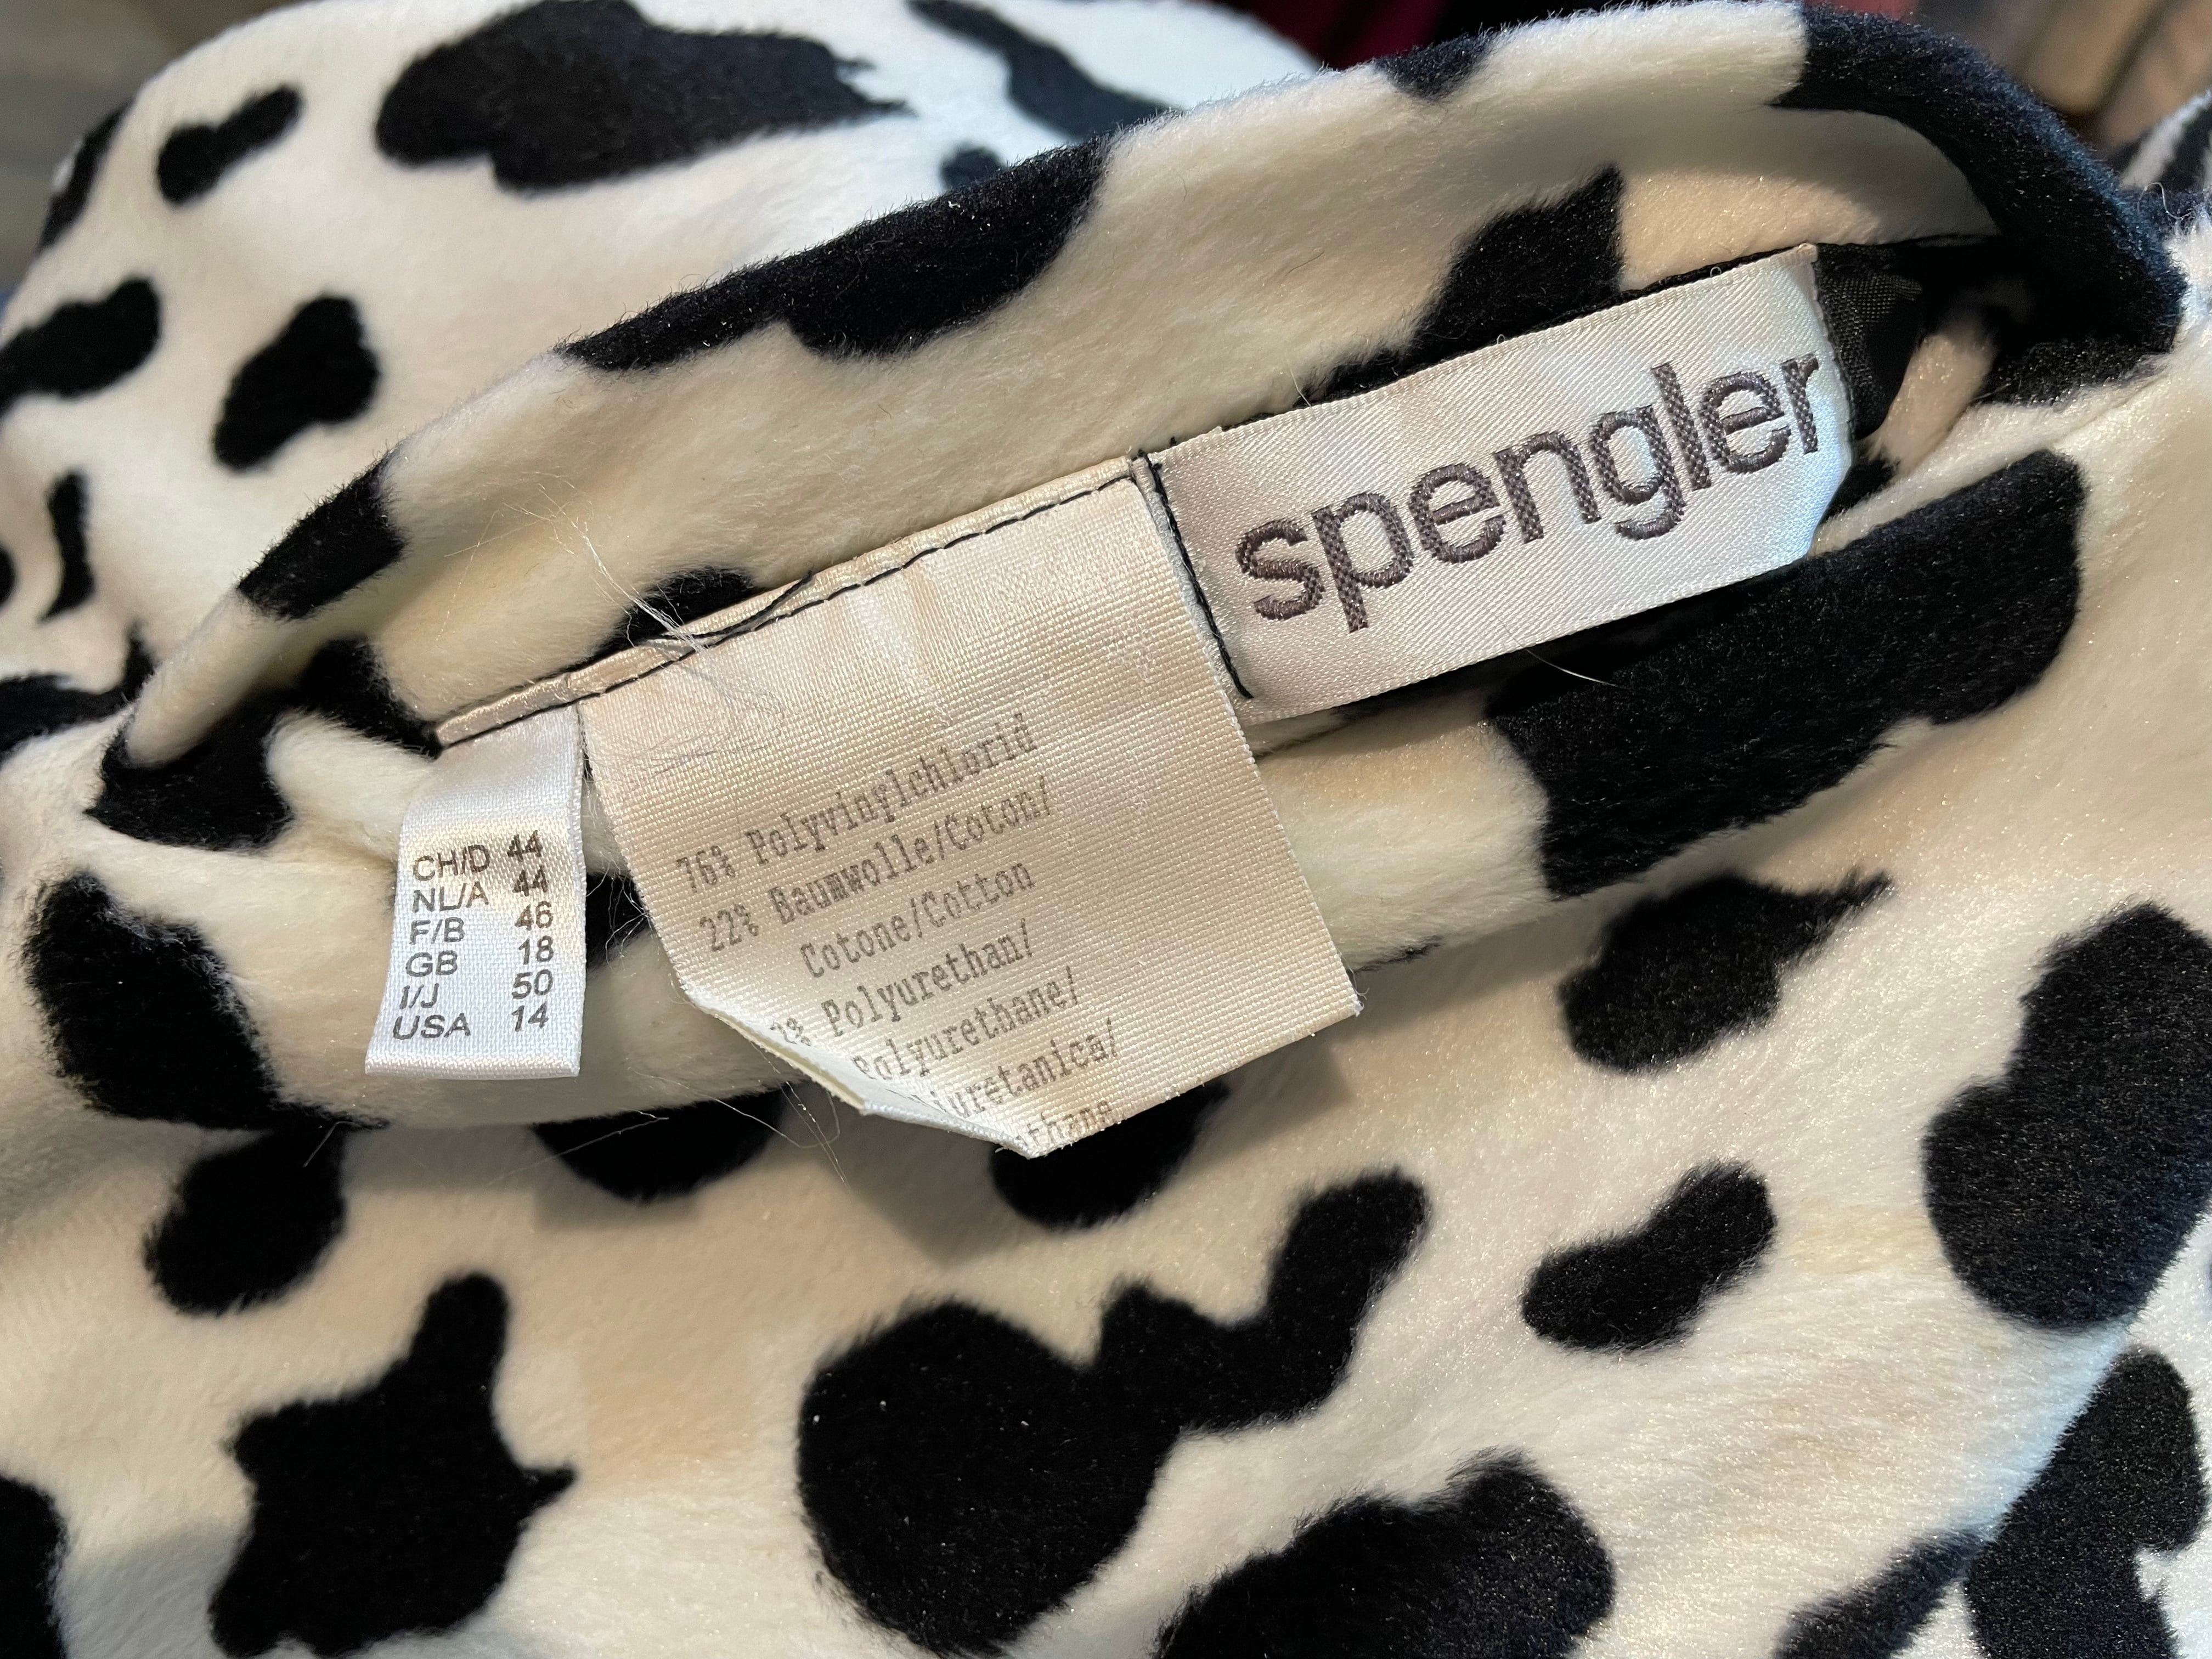 spengler
76% Polyvinylchlorid
22% Baumwolle/Coton/
Cotone/Cotton
2% Polyurethan/
Polyurethane/
CH/D 44
NL/A 44
F/B 46
GB 18
I/J 50
USA 14